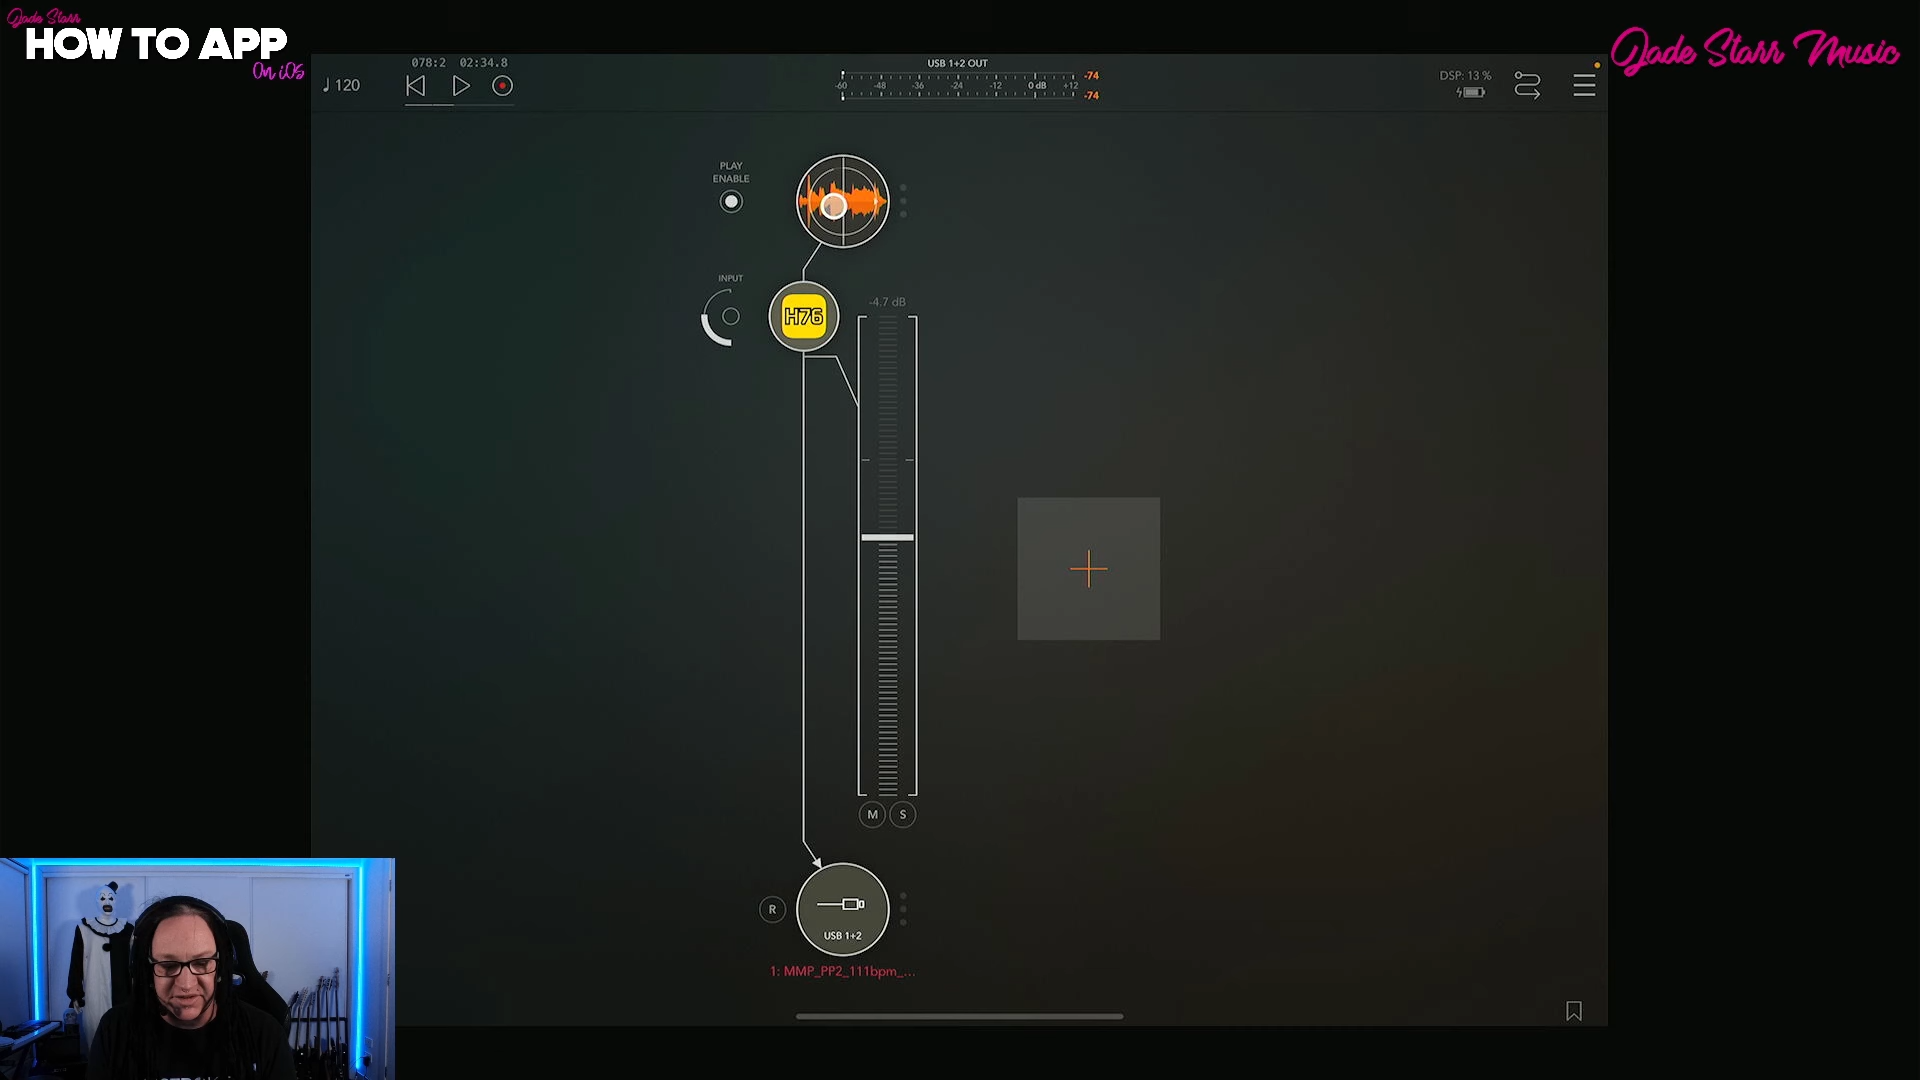 Jade Starr
HOW TO APP
On iOS
Jade Starr Music
120
078:2 02:34.8
USB 1+2 OUT
-60 -48 -36 -24 -12 0 dB +12
-74
-74
DSP: 13 %
PLAY
ENABLE
INPUT
H76
-4.7 dB
M S
R
USB 1+2
1: MMP_PP2_111bpm_...